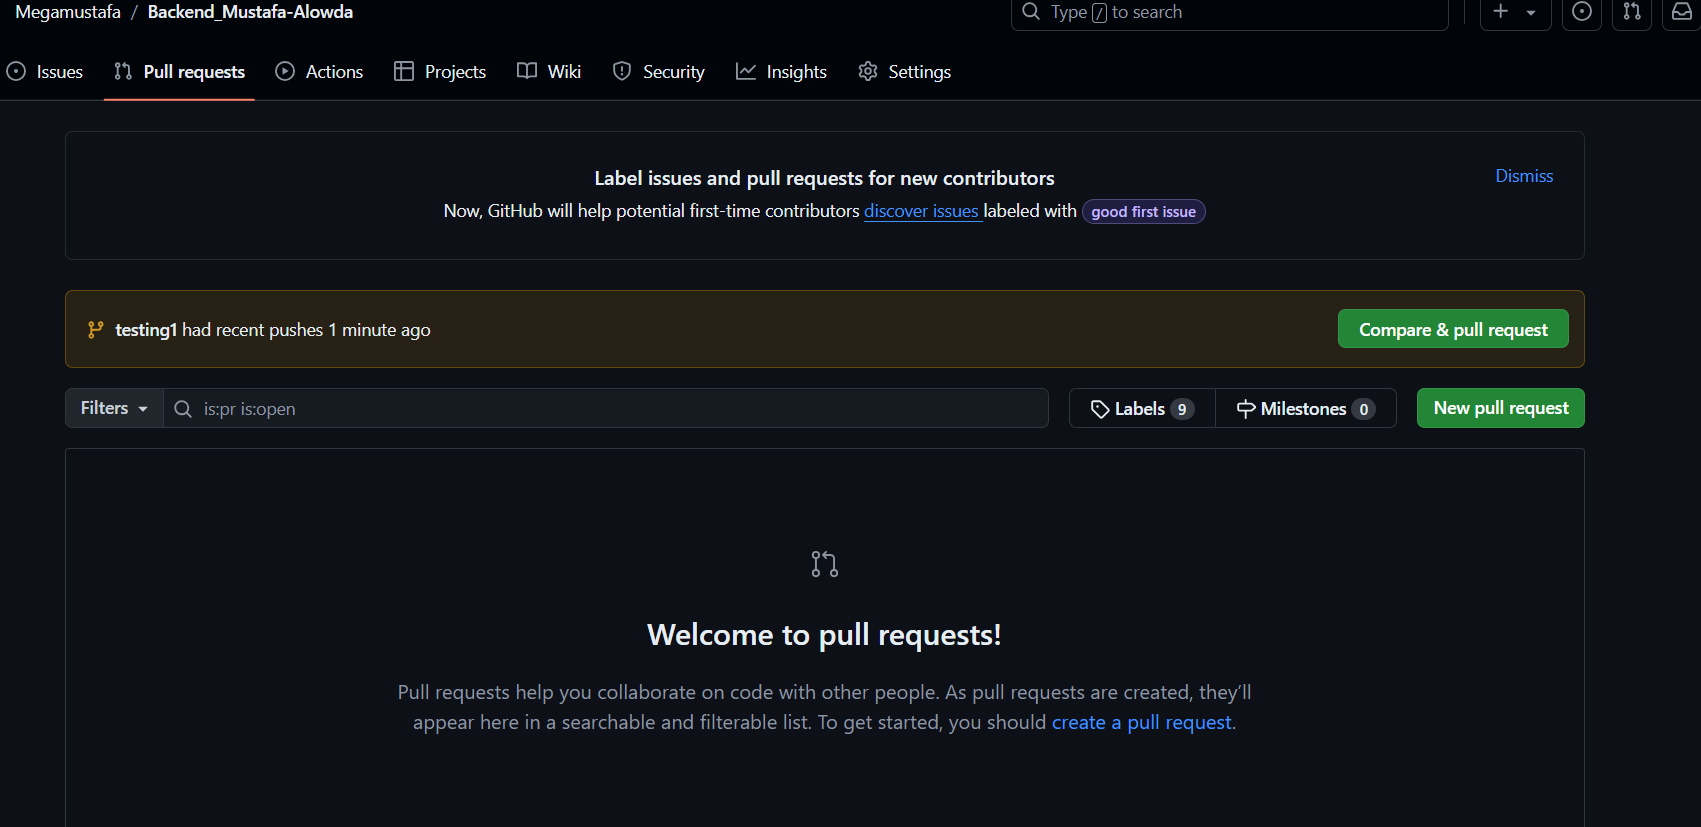 Megamustafa / Backend_Mustafa-Alowda
Type / to search
Issues Pull requests Actions Projects Wiki Security Insights Settings
Label issues and pull requests for new contributors
Dismiss
Now, GitHub will help potential first-time contributors discover issues labeled with good first issue
testing1 had recent pushes 1 minute ago
Compare & pull request
Filters
is:pr is:open
Labels 9
Milestones 0
New pull request
Welcome to pull requests!
Pull requests help you collaborate on code with other people. As pull requests are created, they’ll
appear here in a searchable and filterable list. To get started, you should create a pull request.